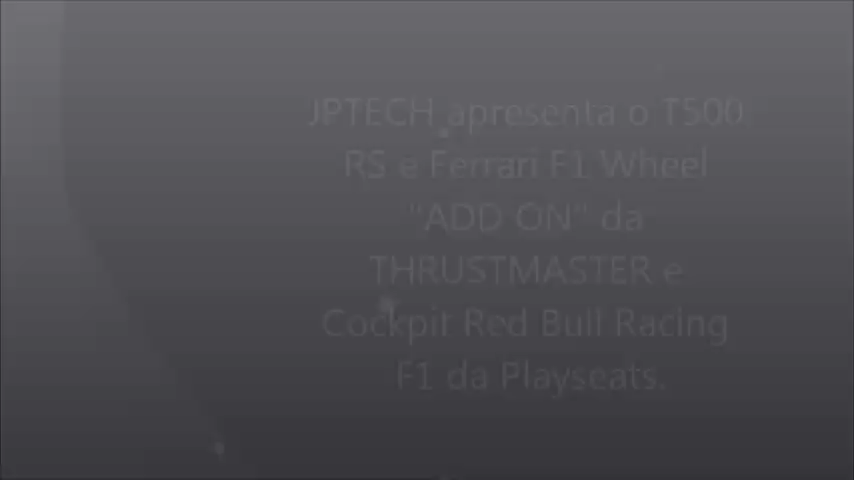 JPTECH apresenta o T500
RS e Ferrari F1 Wheel
"ADD ON" da
THRUSTMASTER e
Cockpit Red Bull Racing
F1 da Playseats.